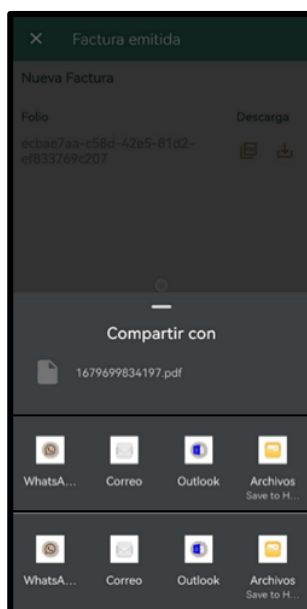 Factura emitida
Nueva Factura
Folio Descarga
ecbae7aa-c58d-42a5-81d2-
ef833769c207
Compartir con
1679699834197.pdf
WhatsA... Correo Outlook Archivos
Save to H...
WhatsA... Correo Outlook Archivos
Save to H...